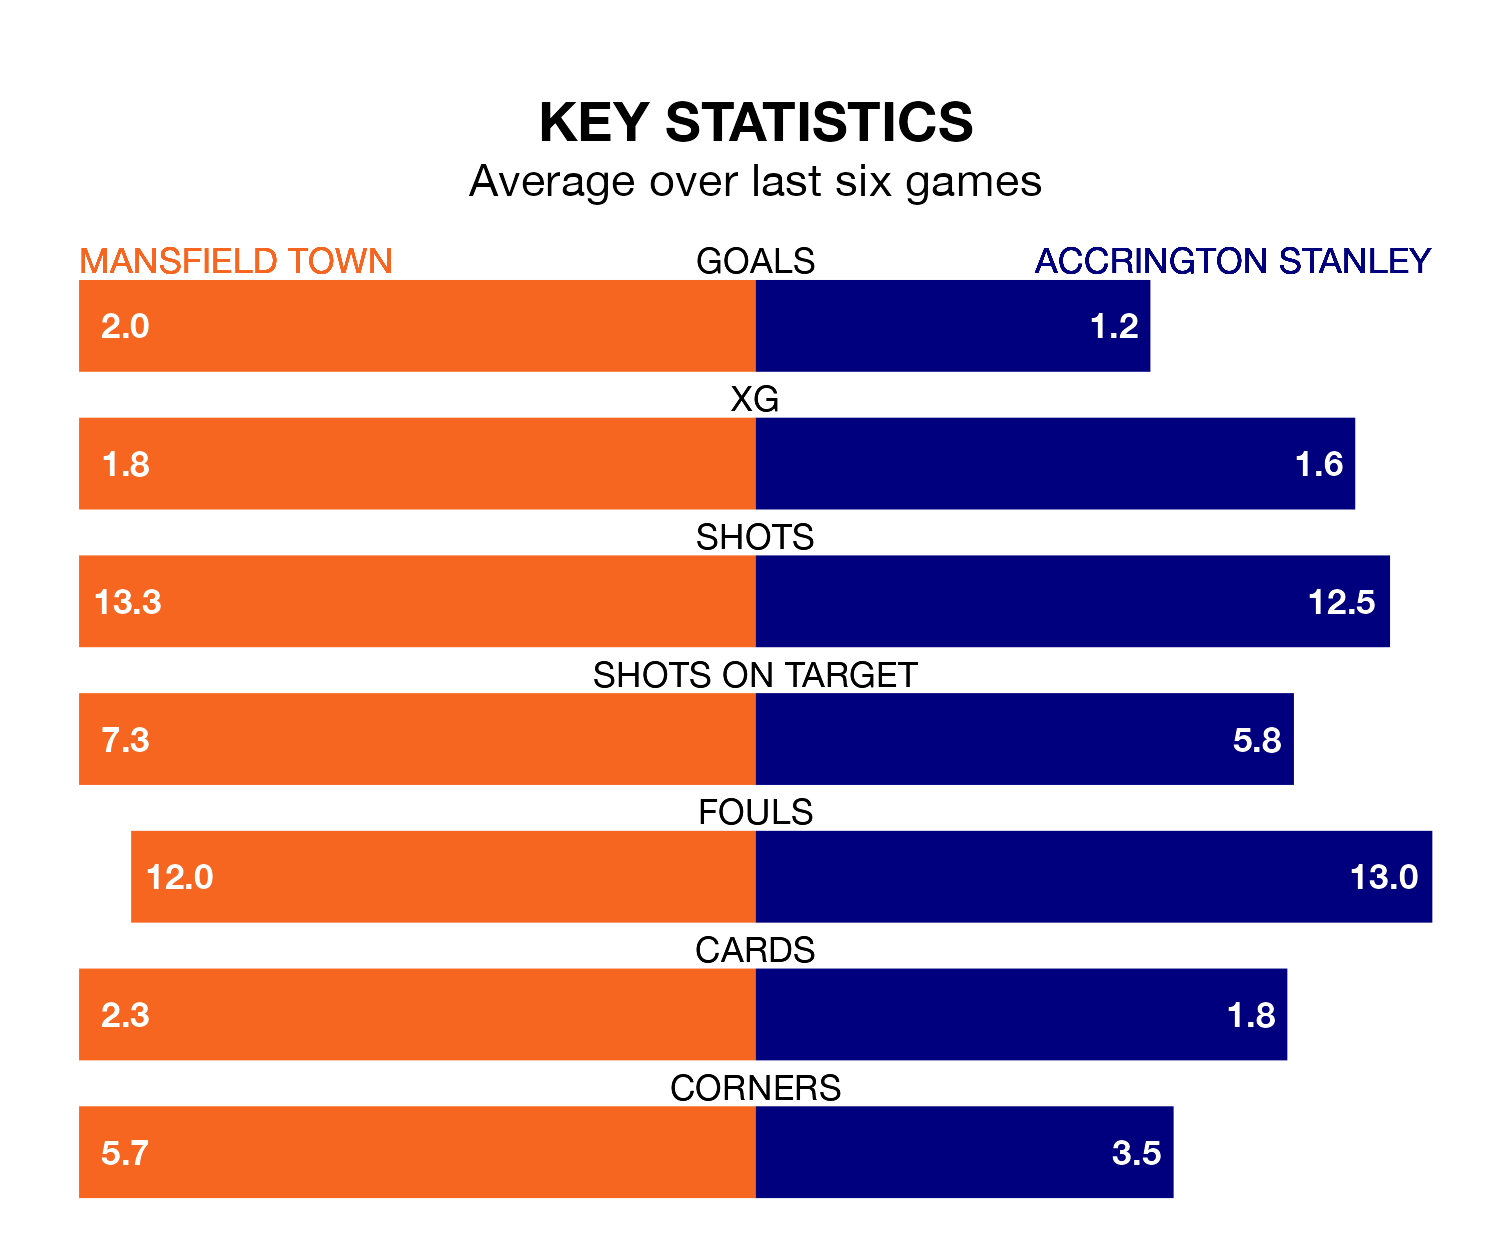 KEY STATISTICS
Average over last six games
MANSFIELD TOWN GOALS ACCRINGTON STANLEY
2.0 1.2
XG
1.8 1.6
SHOTS
13.3 12.5
SHOTS ON TARGET
7.3 5.8
FOULS
12.0 13.0
CARDS
2.3 1.8
CORNERS
5.7 3.5